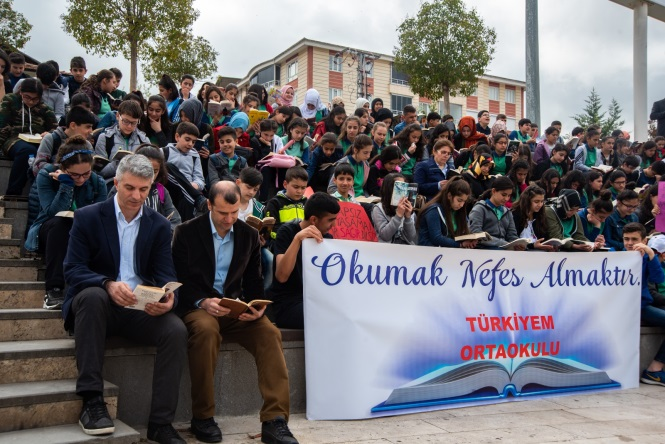 Okumak Nefes Almaktır.
TÜRKİYEM
ORTAOKULU